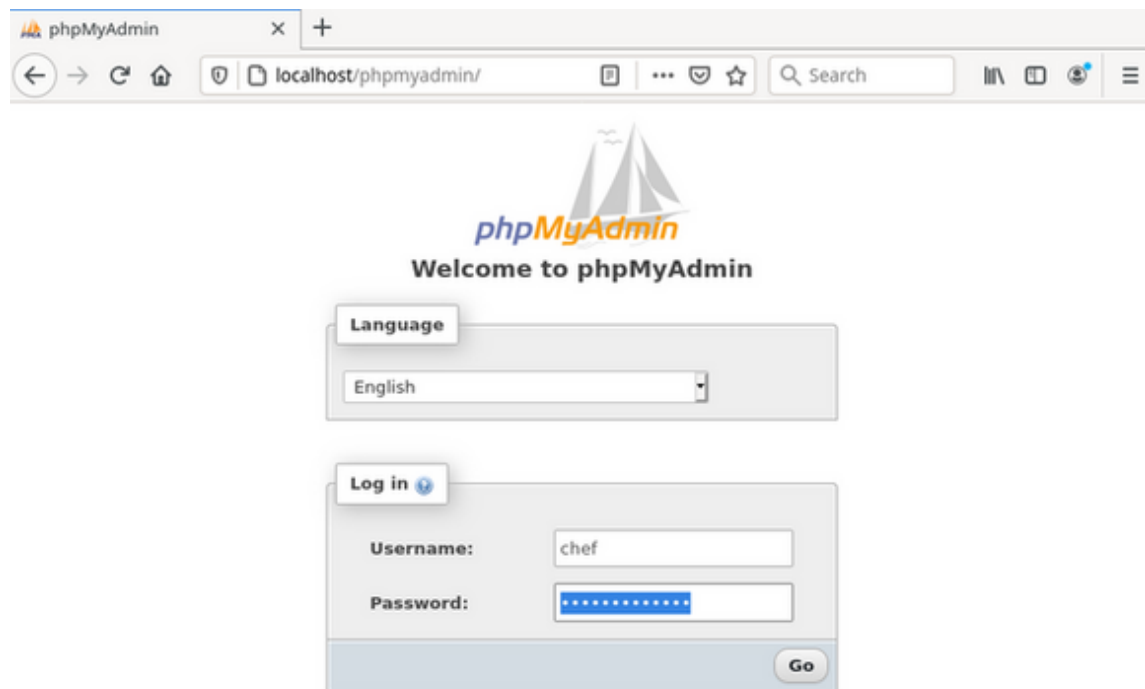 phpMyAdmin
localhost/phpmyadmin/ Search
phpMyAdmin
Welcome to phpMyAdmin
Language
English
Log in
Username: chef
Password: •••••••••••••
Go